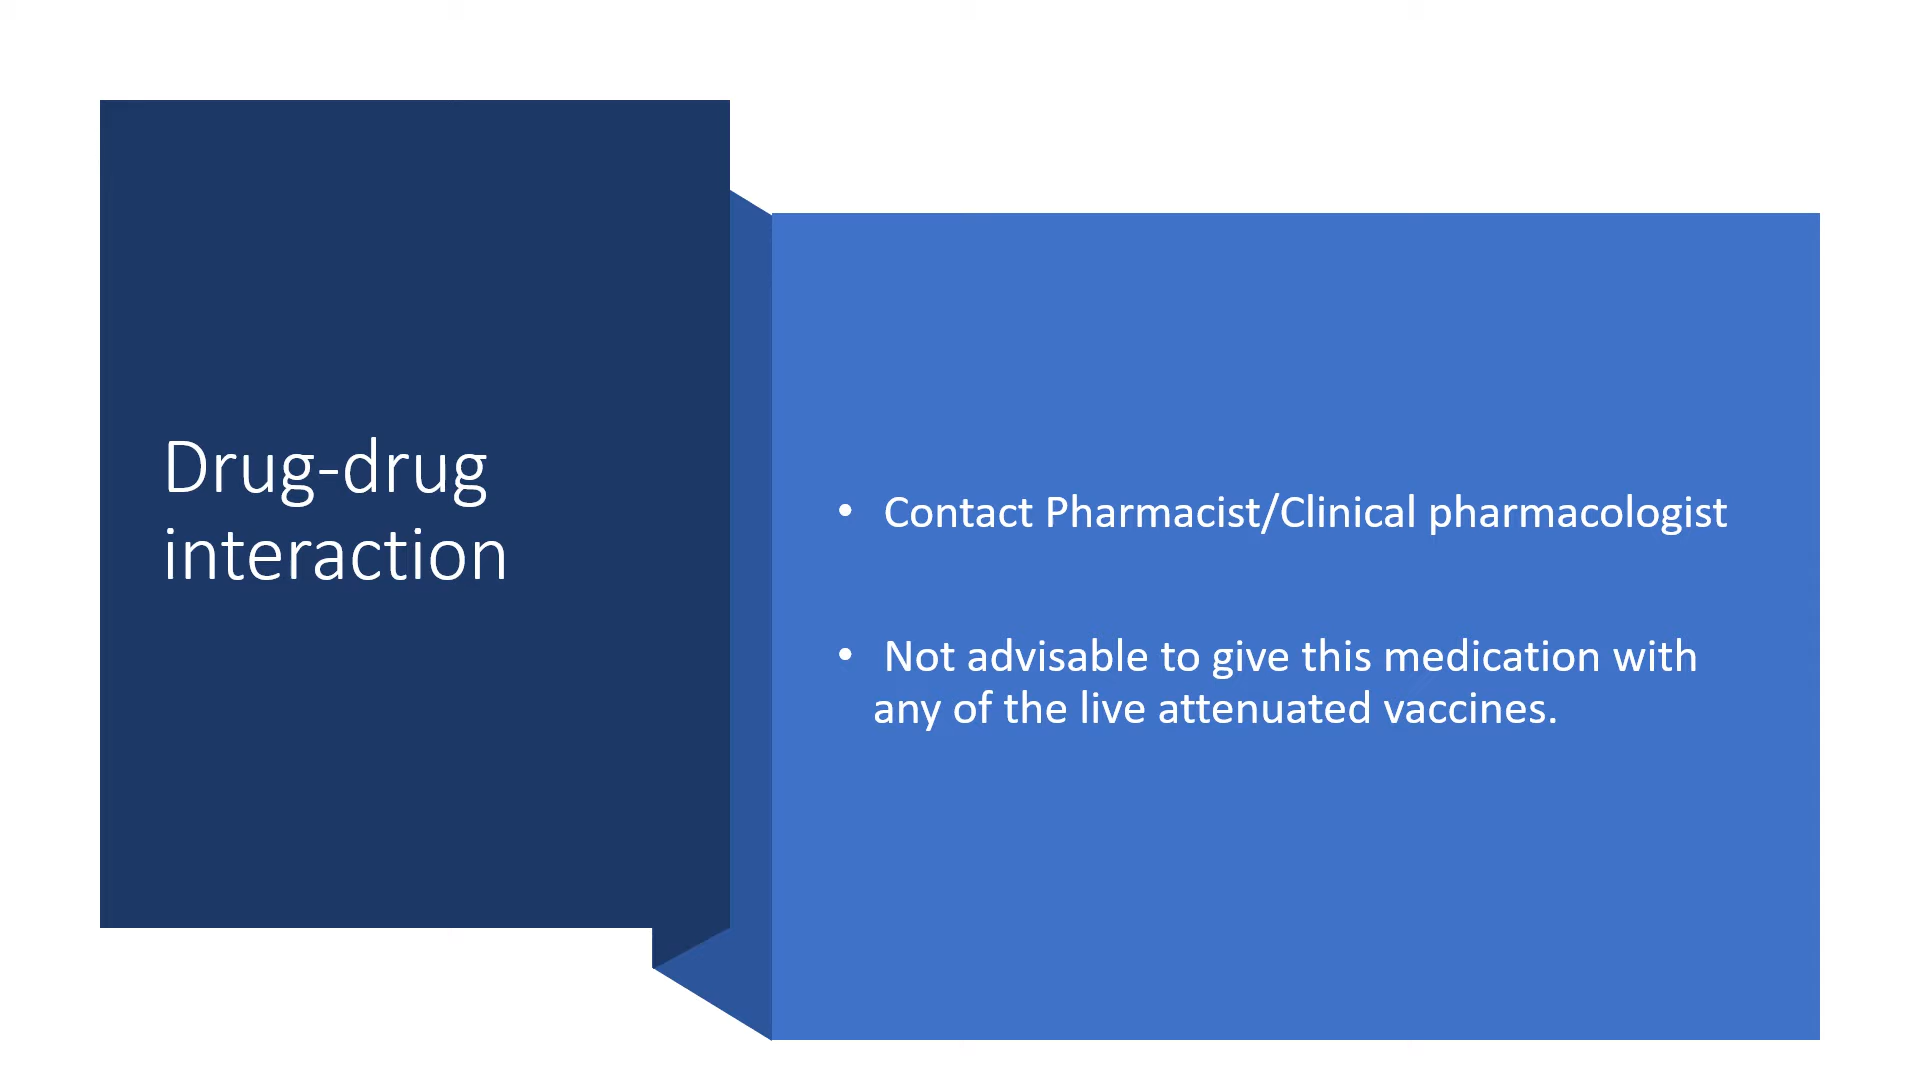 Drug-drug
interaction
• Contact Pharmacist/Clinical pharmacologist
• Not advisable to give this medication with
any of the live attenuated vaccines.